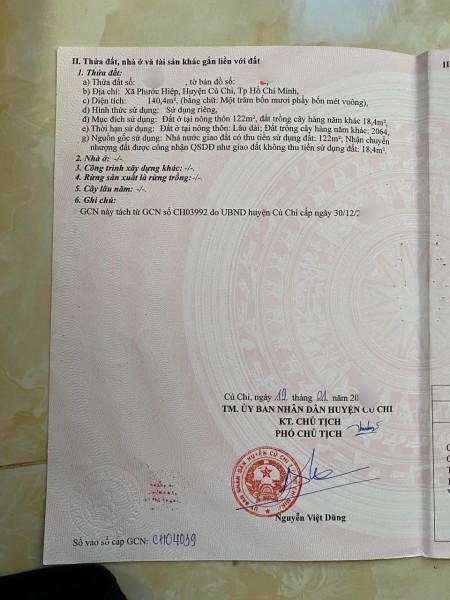 II. Thửa đất, nhà ở và tài sản khác gắn liền với đất
1. Thửa đất:
a) Thửa đất số: , tờ bản đồ số: ,
b) Địa chỉ: Xã Phước Hiệp, Huyện Củ Chi, Tp Hồ Chí Minh,
c) Diện tích: 140,4m², (bằng chữ: Một trăm bốn mươi phẩy bốn mét vuông),
d) Hình thức sử dụng: Sử dụng riêng,
đ) Mục đích sử dụng: Đất ở tại nông thôn 122m², đất trồng cây hàng năm khác 18,4m²,
e) Thời hạn sử dụng: Đất ở tại nông thôn: Lâu dài; Đất trồng cây hàng năm khác: 2064,
g) Nguồn gốc sử dụng: Nhà nước giao đất có thu tiền sử dụng đất: 122m², Nhận chuyển
nhượng đất được công nhận QSDĐ như giao đất không thu tiền sử dụng đất: 18,4m².
2. Nhà ở: -/-
3. Công trình xây dựng khác: -/-
4. Rừng sản xuất là rừng trồng: -/-
5. Cây lâu năm: -/-
6. Ghi chú:
GCN này tách từ GCN số CH03992 do UBND huyện Củ Chi cấp ngày 30/12/2
Củ Chi, ngày 19 tháng 01 năm 20
TM. ỦY BAN NHÂN DÂN HUYỆN CỦ CHI
KT. CHỦ TỊCH
PHÓ CHỦ TỊCH
Nguyễn Việt Dũng
Số vào sổ cấp GCN: CH04019